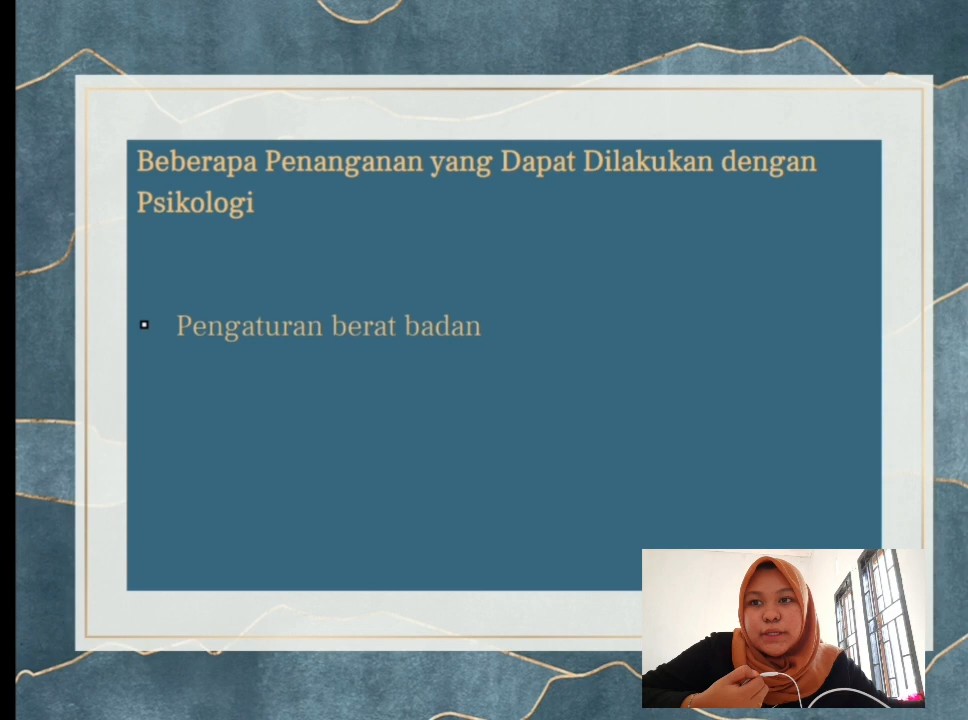 Beberapa Penanganan yang Dapat Dilakukan dengan
Psikologi
Pengaturan berat badan